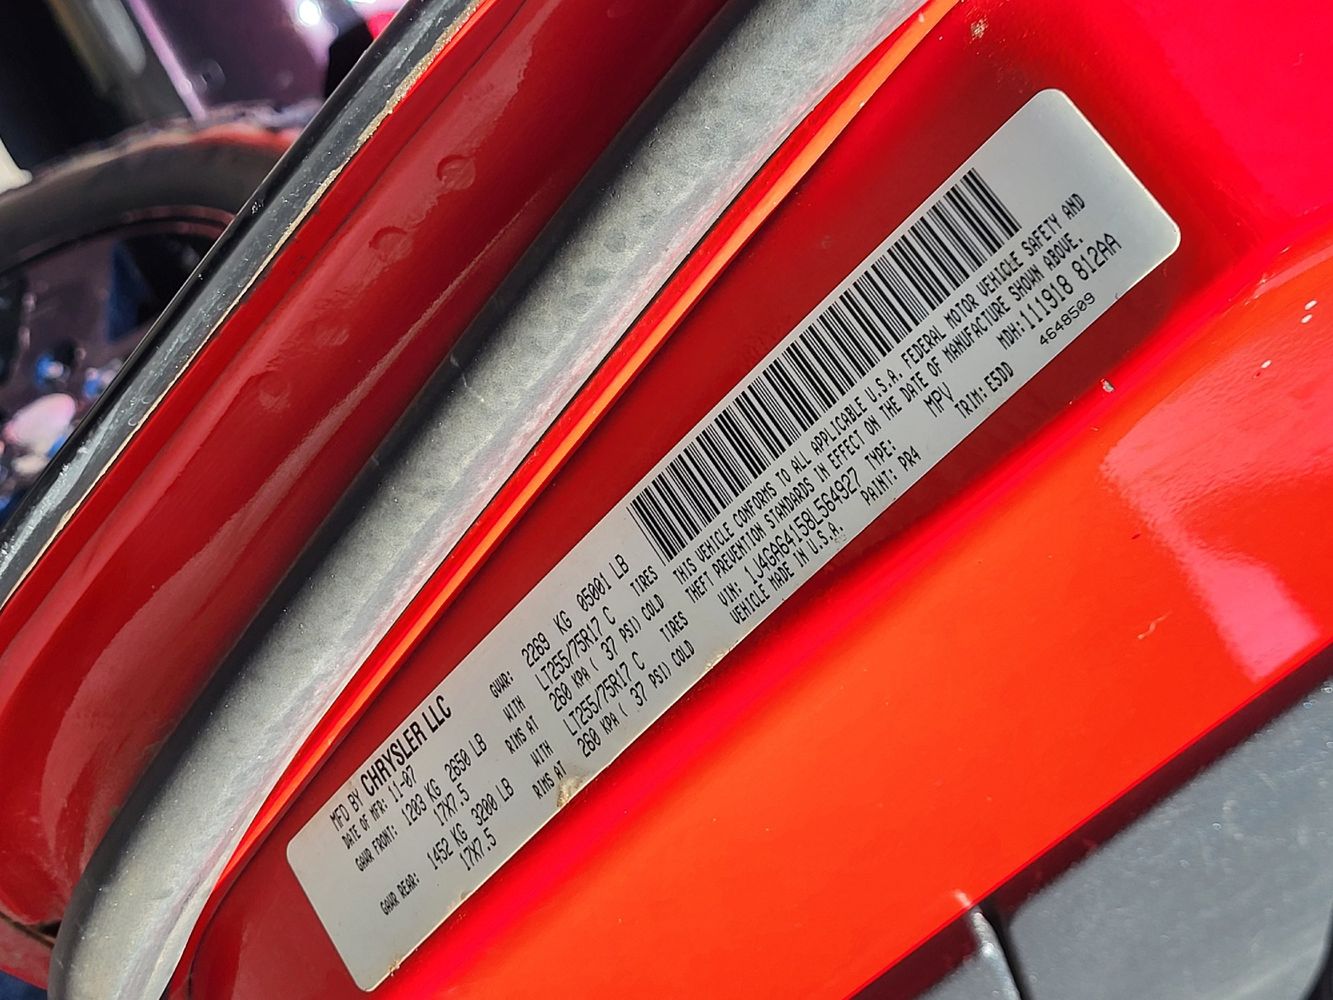 MFD BY CHRYSLER LLC
DATE OF MFR: 11-07 GVWR: 2269 KG 05001 LB
GAWR FRONT: 1203 KG 2650 LB WITH LT255/75R17 C TIRES
17X7.5 RIMS AT 260 KPA ( 37 PSI) COLD
GAWR REAR: 1452 KG 3200 LB WITH LT255/75R17 C TIRES
17X7.5 RIMS AT 260 KPA ( 37 PSI) COLD
THIS VEHICLE CONFORMS TO ALL APPLICABLE U.S.A. FEDERAL MOTOR VEHICLE SAFETY AND
THEFT PREVENTION STANDARDS IN EFFECT ON THE DATE OF MANUFACTURE SHOWN ABOVE.
VIN: 1J4GA64158L564927 TYPE: MPV MDH: 111918 812AA
VEHICLE MADE IN U.S.A. PAINT: PR4 TRIM: E5DD 4648509